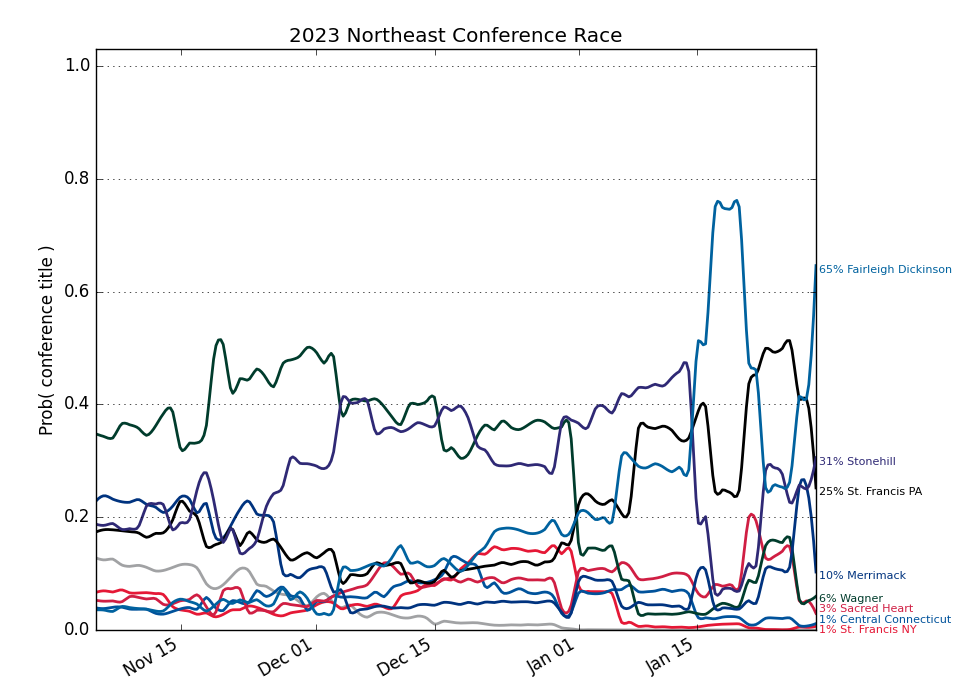 2023 Northeast Conference Race
Prob( conference title )
1.0
0.8
0.6
0.4
0.2
0.0
Nov 15
Dec 01
Dec 15
Jan 01
Jan 15
65% Fairleigh Dickinson
31% Stonehill
25% St. Francis PA
10% Merrimack
6% Wagner
3% Sacred Heart
1% Central Connecticut
1% St. Francis NY